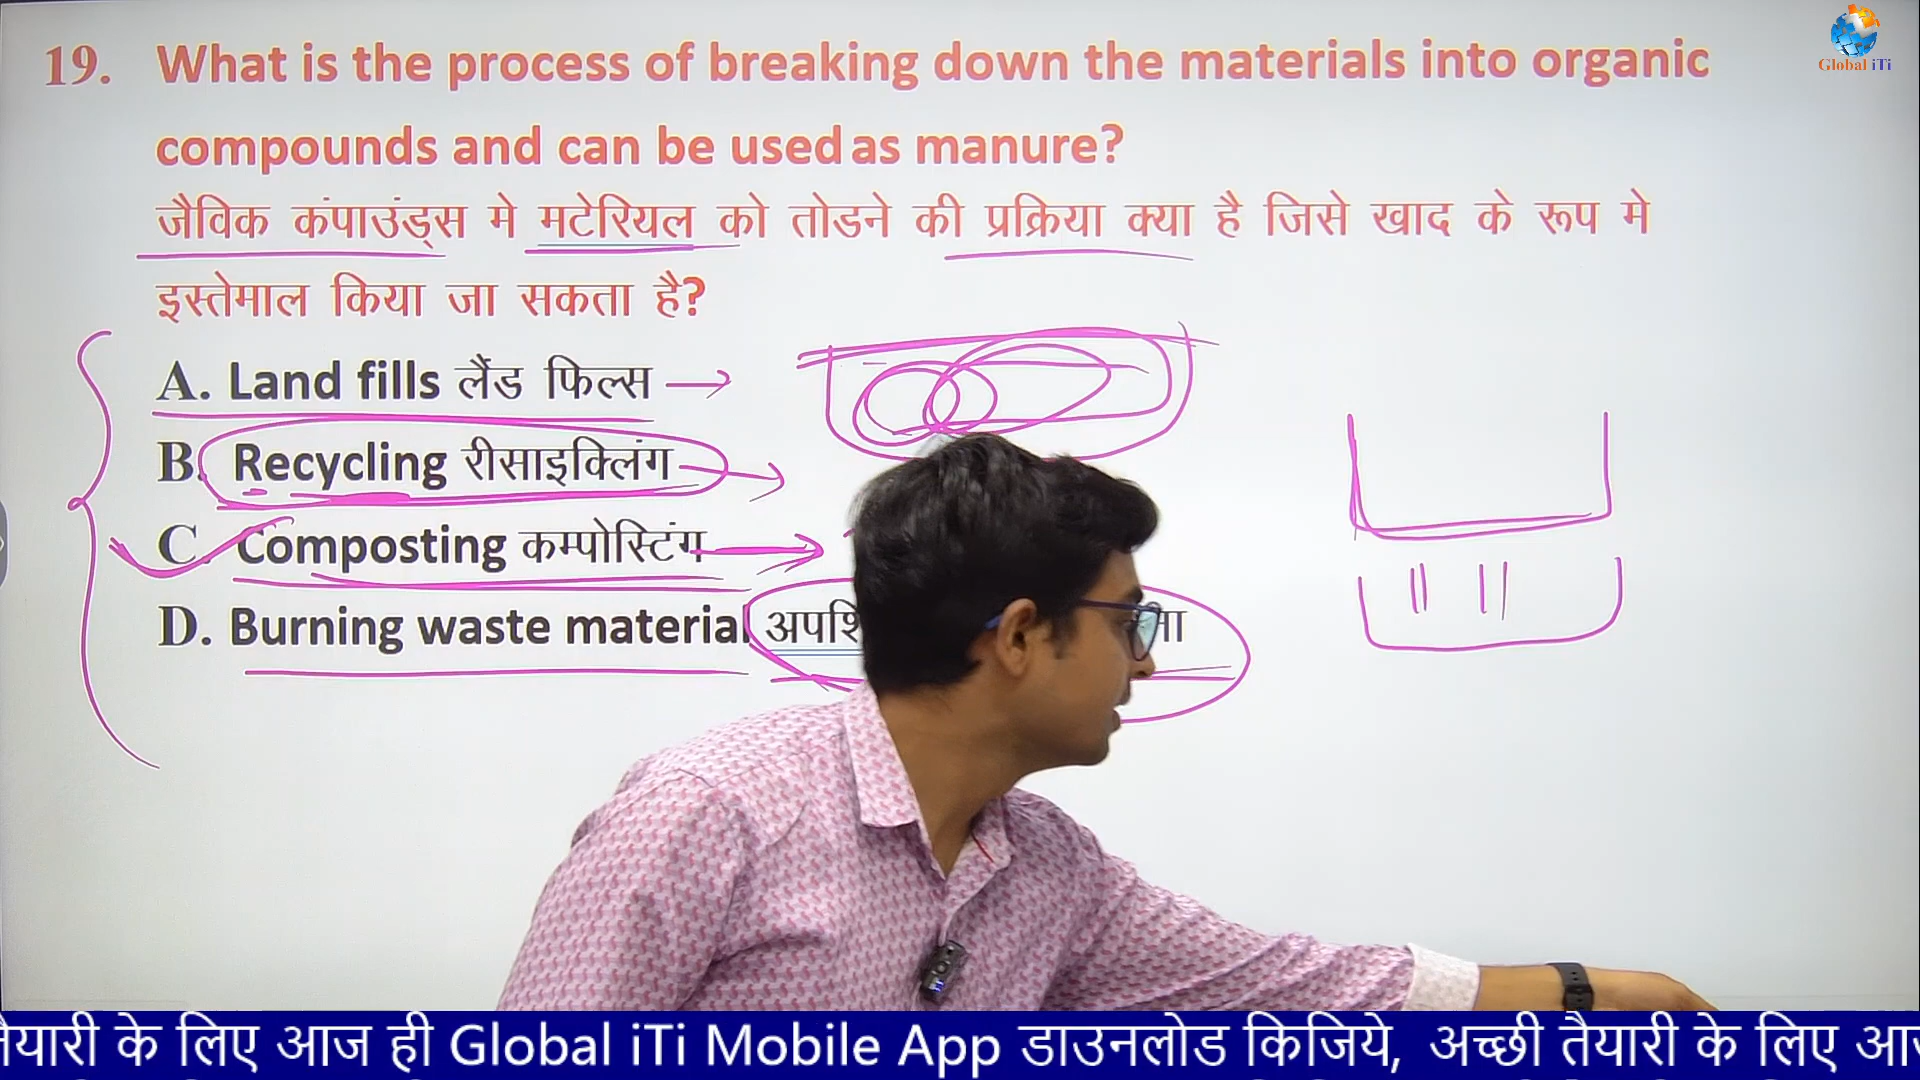 19. What is the process of breaking down the materials into organic
compounds and can be used as manure?
जैविक कंपाउंड्स मे मटेरियल को तोडने की प्रक्रिया क्या है जिसे खाद के रूप मे
इस्तेमाल किया जा सकता है?
A. Land fills लैंड फिल्स
B. Recycling रीसाइक्लिंग
C. Composting कम्पोस्टिंग
D. Burning waste material
Global iTi
तैयारी के लिए आज ही Global iTi Mobile App डाउनलोड किजिये, अच्छी तैयारी के लिए